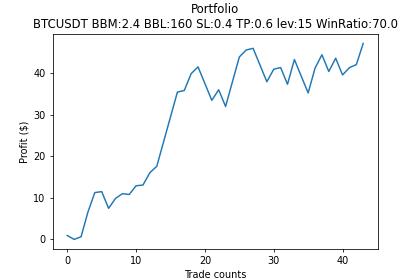 Portfolio
BTCUSDT BBM:2.4 BBL:160 SL:0.4 TP:0.6 lev:15 WinRatio:70.0
Profit ($)
40
30
20
10
0
0 10 20 30 40
Trade counts